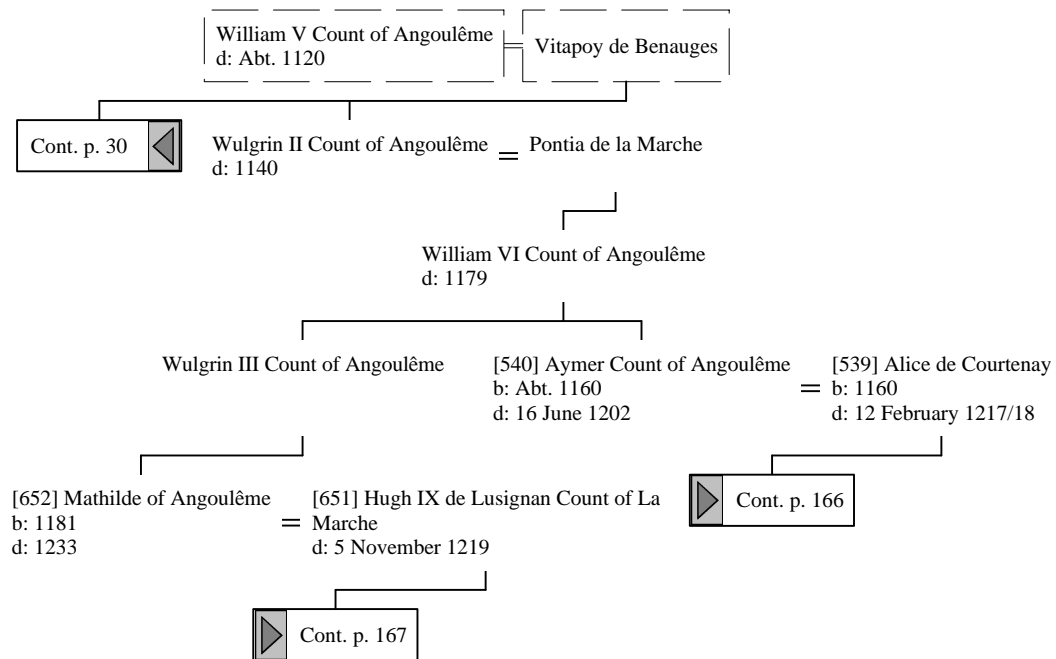 William V Count of Angoulême
d: Abt. 1120
=
Vitapoy de Benauges
Cont. p. 30
Wulgrin II Count of Angoulême
d: 1140
=
Pontia de la Marche
William VI Count of Angoulême
d: 1179
Wulgrin III Count of Angoulême
[540] Aymer Count of Angoulême
b: Abt. 1160
d: 16 June 1202
=
[539] Alice de Courtenay
b: 1160
d: 12 February 1217/18
[652] Mathilde of Angoulême
b: 1181
d: 1233
=
[651] Hugh IX de Lusignan Count of La
Marche
d: 5 November 1219
Cont. p. 166
Cont. p. 167